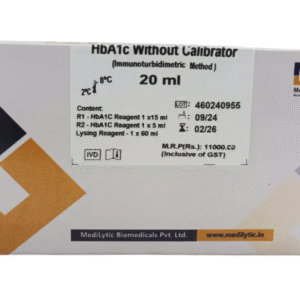 HbA1c Without Calibrator
(Immunoturbidimetric Method)
20 ml
8°C
2°C
LOT: 460240955
09/24
02/26
Content:
R1 - HbA1C Reagent 1 x15 ml
R2 - HbA1C Reagent 1 x 5 ml
Lysing Reagent - 1 x 60 ml
M.R.P(Rs.): 11000.00
(Inclusive of GST)
IVD
MediLytic Biomedicals Pvt. Ltd.
www.medilytic.in